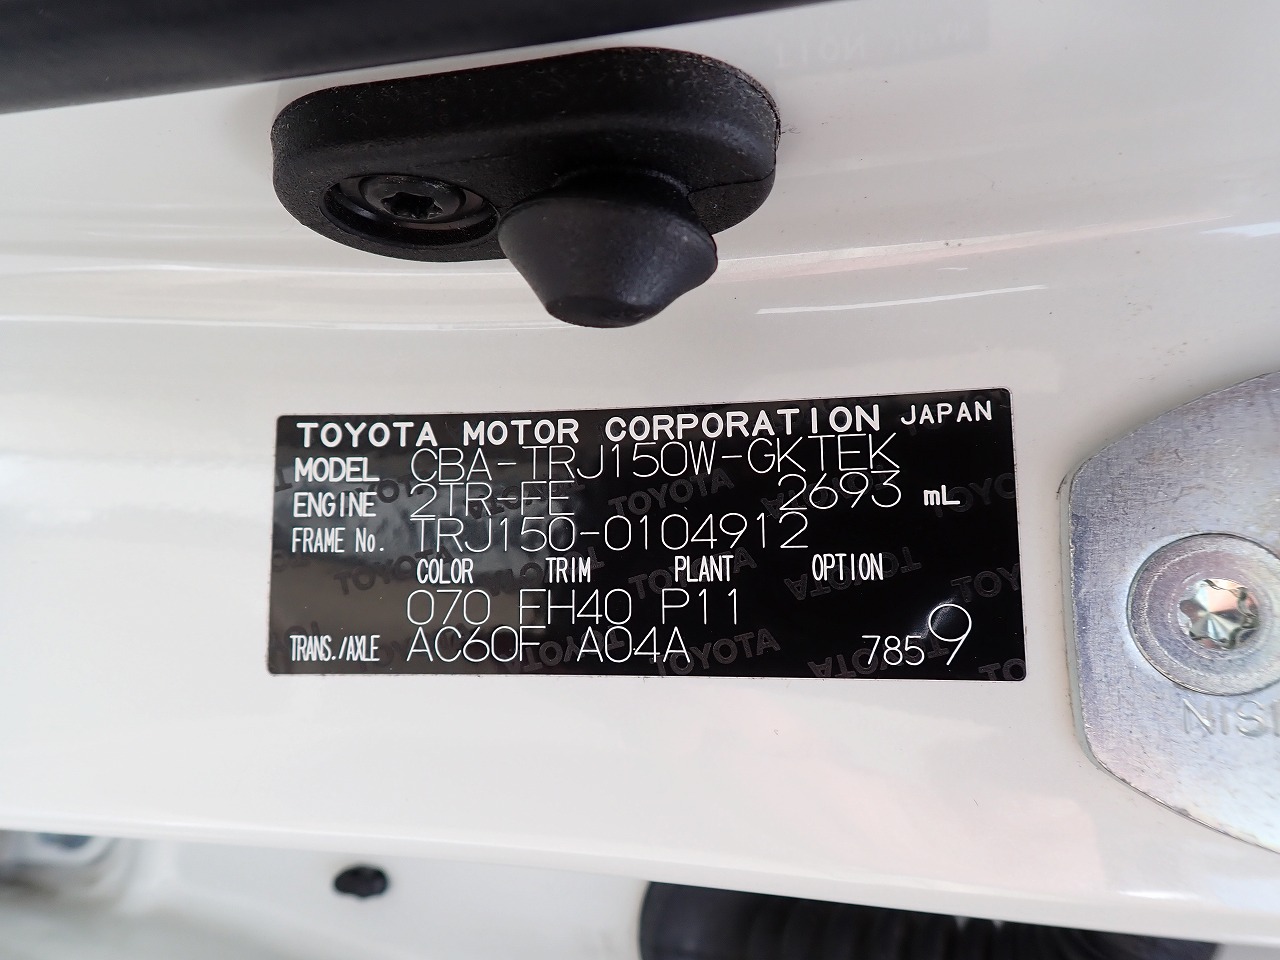 TOYOTA MOTOR CORPORATION JAPAN
MODEL CBA-TRJ150W-GKTEK
ENGINE 2TR-FE 2693 mL
FRAME No. TRJ150-0104912
COLOR TRIM PLANT OPTION
070 FH40 P11
TRANS./AXLE AC60F A04A 7859